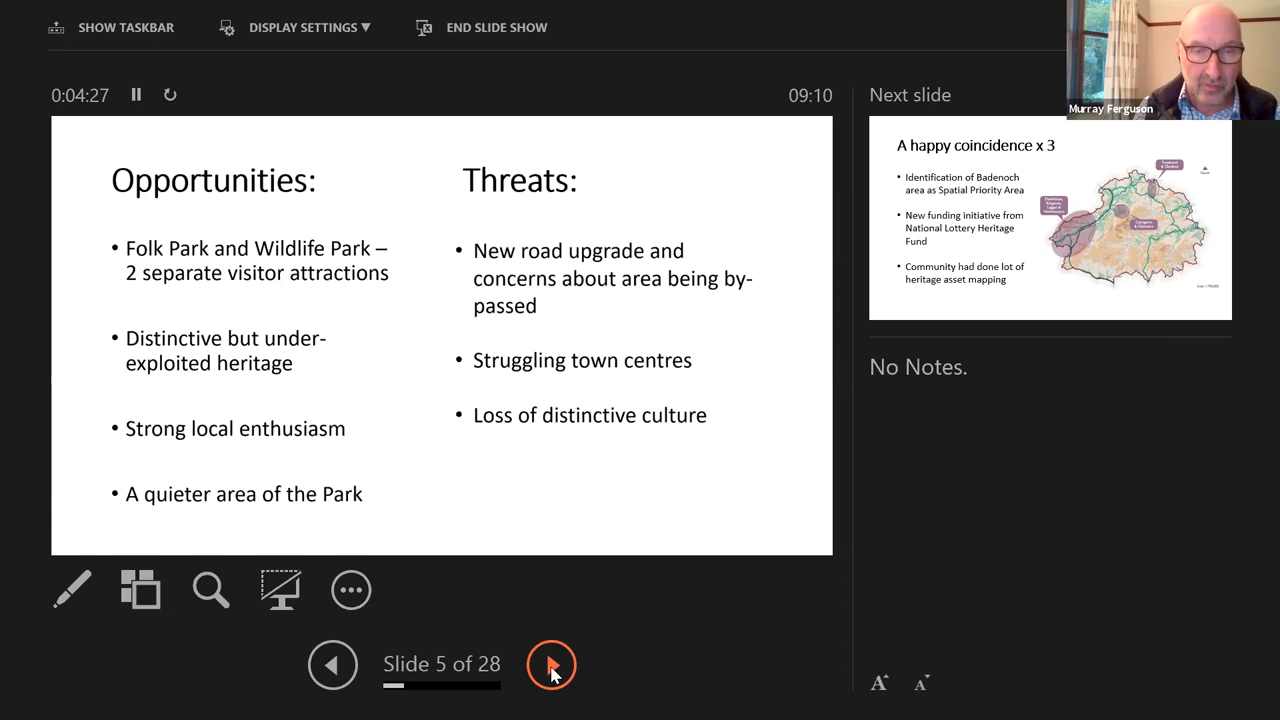 SHOW TASKBAR
DISPLAY SETTINGS ▼
END SLIDE SHOW
Murray Ferguson
0:04:27
09:10
Next slide
Opportunities:
• Folk Park and Wildlife Park –
2 separate visitor attractions
• Distinctive but under-
exploited heritage
• Strong local enthusiasm
• A quieter area of the Park
Threats:
• New road upgrade and
concerns about area being by-
passed
• Struggling town centres
• Loss of distinctive culture
A happy coincidence x 3
• Identification of Badenoch
area as Spatial Priority Area
• New funding initiative from
National Lottery Heritage
Fund
• Community had done lot of
heritage asset mapping
No Notes.
Slide 5 of 28
A A